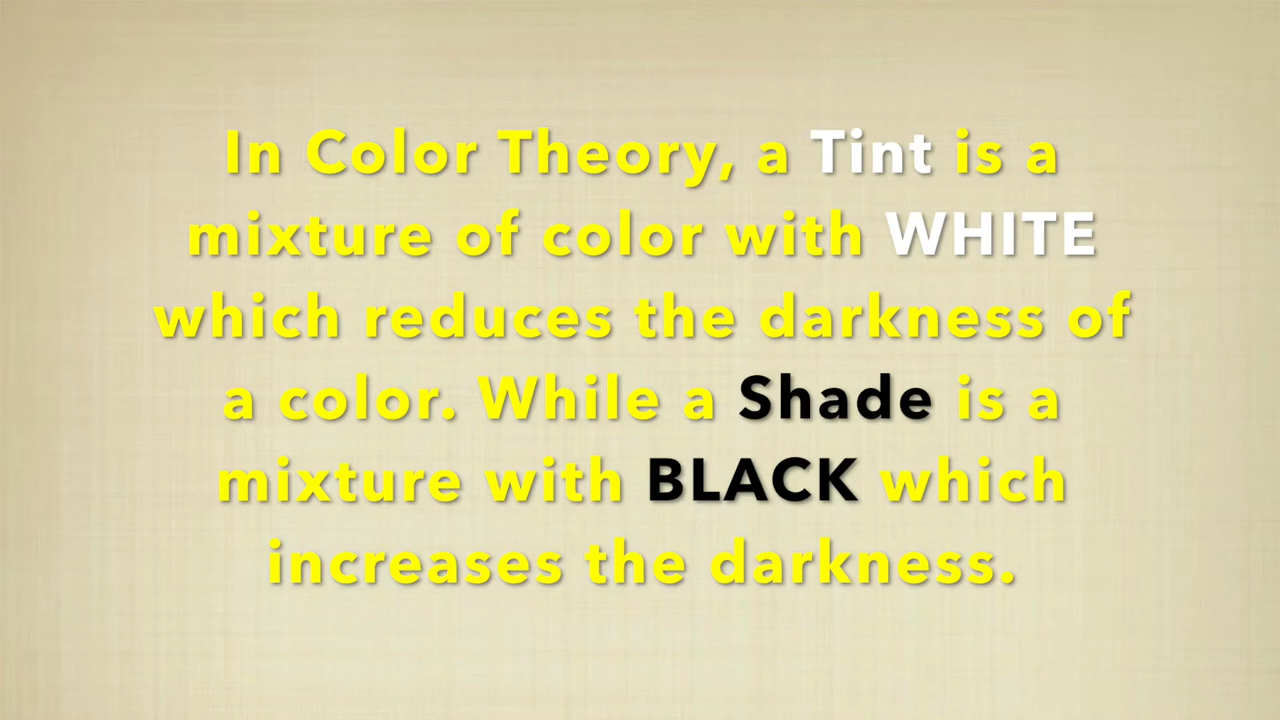 In Color Theory, a Tint is a
mixture of color with WHITE
which reduces the darkness of
a color. While a Shade is a
mixture with BLACK which
increases the darkness.